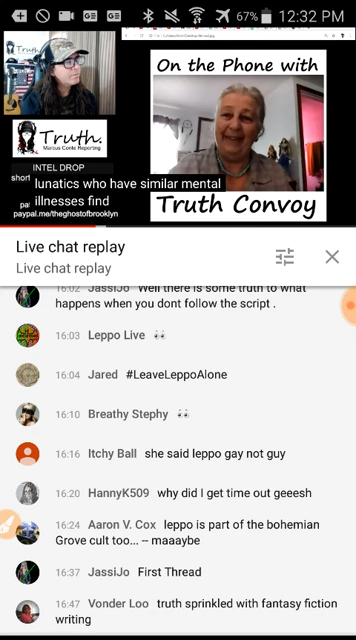 67% 12:32 PM
On the Phone with
Truth.
Truth.
Marcus Conte Reporting
INTEL DROP
short
lunatics who have similar mental
illnesses find
paypal.me/theghostofbrooklyn
Truth Convoy
Live chat replay
Live chat replay
16:02 JassiJo Well there is some truth to what
happens when you dont follow the script .
16:03 Leppo Live 👀
16:04 Jared #LeaveLeppoAlone
16:10 Breathy Stephy 👀
16:16 Itchy Ball she said leppo gay not guy
16:20 HannyK509 why did I get time out geeesh
16:24 Aaron V. Cox leppo is part of the bohemian
Grove cult too... -- maaaybe
16:37 JassiJo First Thread
16:47 Vonder Loo truth sprinkled with fantasy fiction
writing